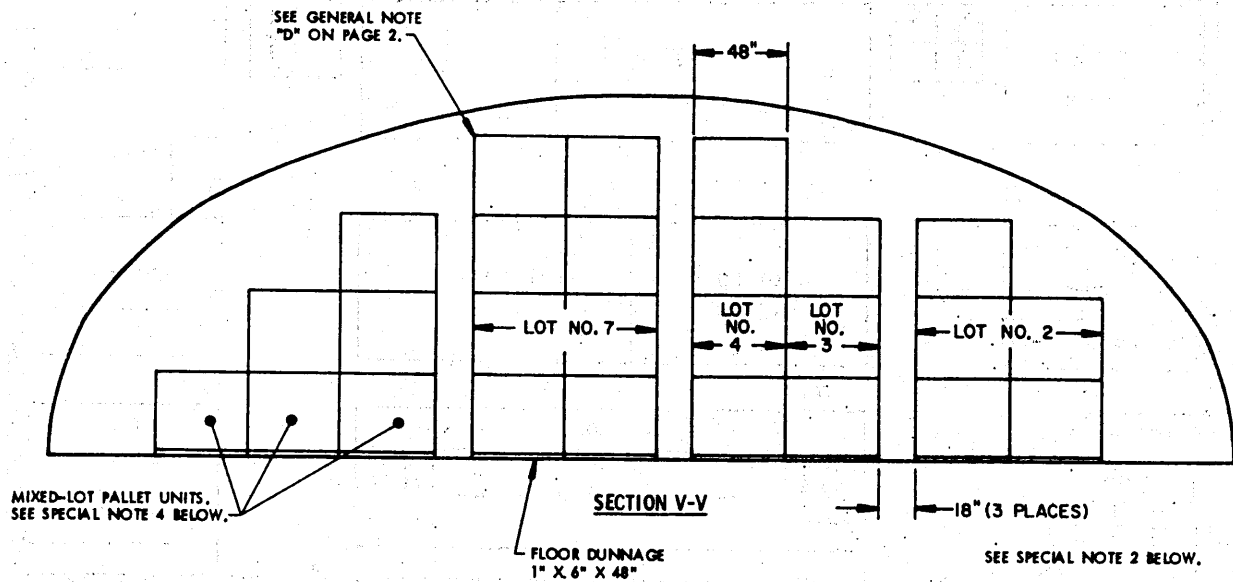 SEE GENERAL NOTE
"D" ON PAGE 2.
48"
LOT NO. 7
LOT
NO.
4
LOT
NO.
3
LOT NO. 2
MIXED-LOT PALLET UNITS.
SEE SPECIAL NOTE 4 BELOW.
SECTION V-V
18" (3 PLACES)
FLOOR DUNNAGE
1" X 6" X 48"
SEE SPECIAL NOTE 2 BELOW.